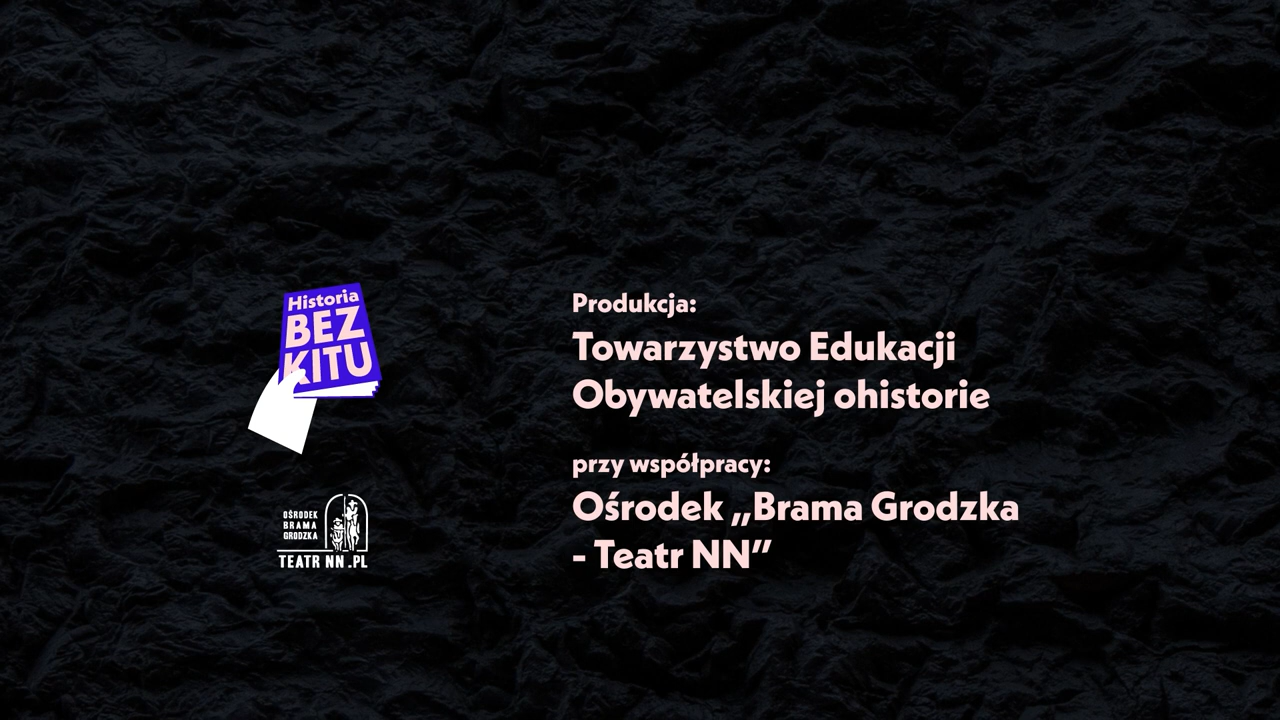 Historia
BEZ
KITU
Produkcja:
Towarzystwo Edukacji
Obywatelskiej ohistorie
przy współpracy:
Ośrodek „Brama Grodzka
- Teatr NN”
OŚRODEK
BRAMA
GRODZKA
TEATR NN .PL